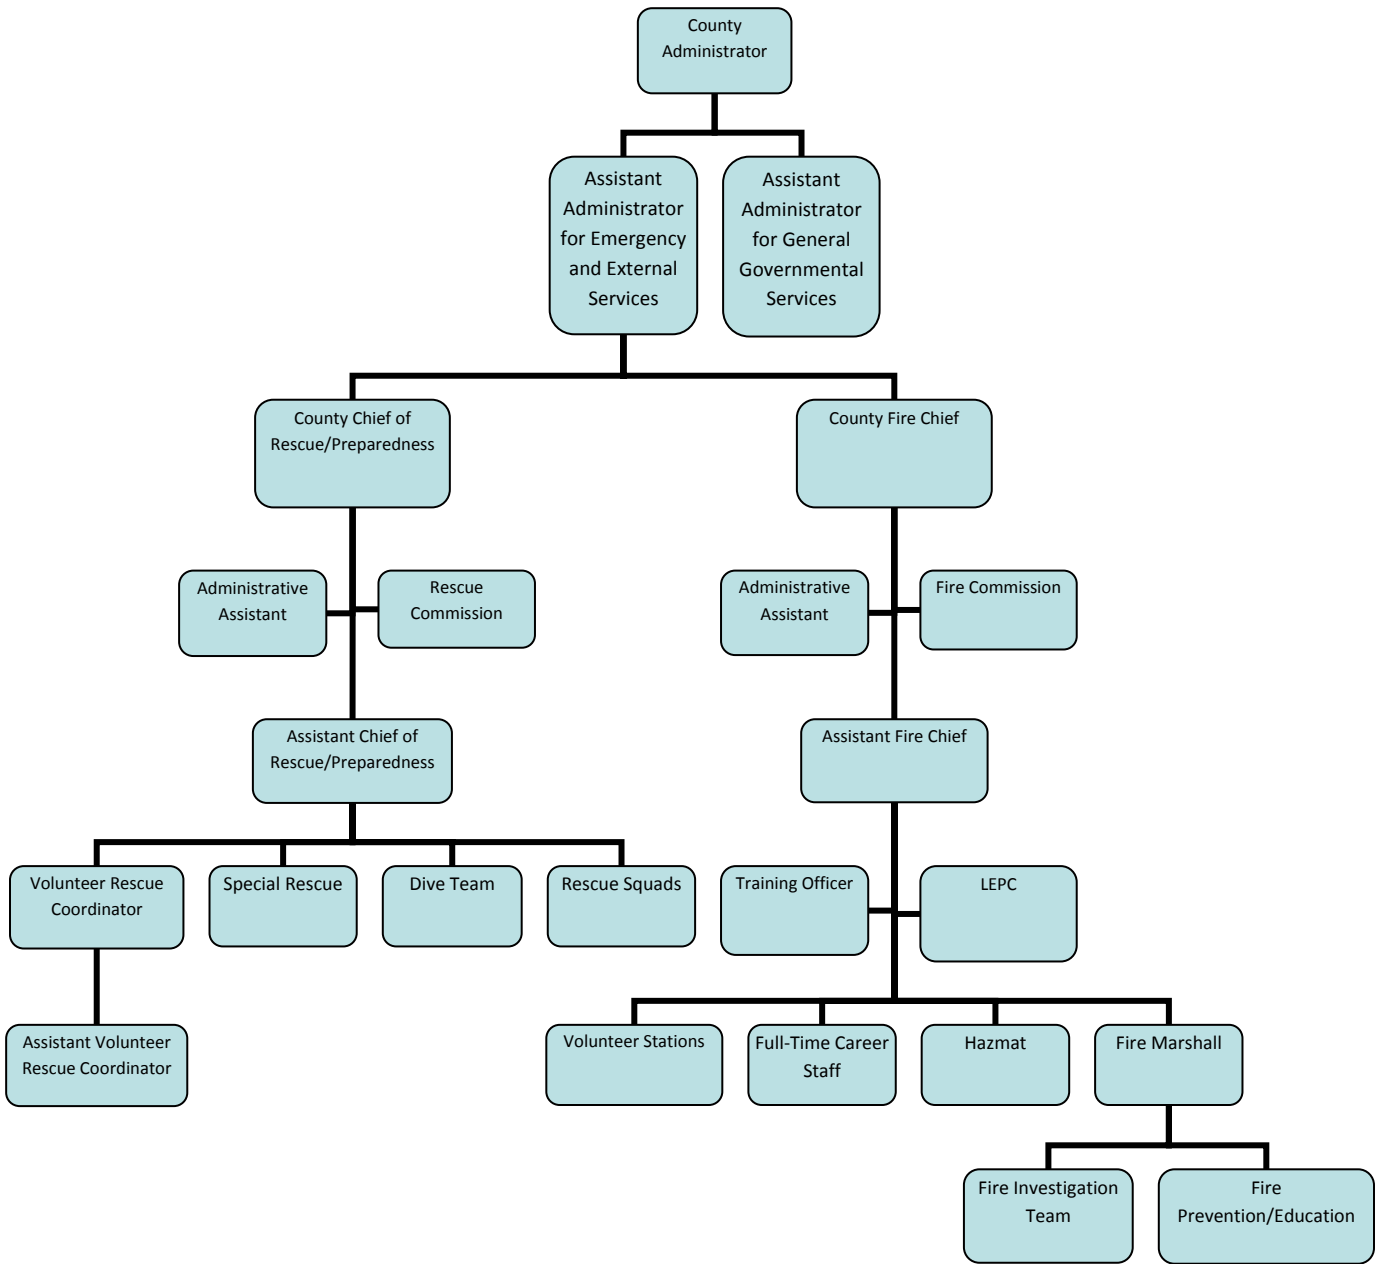 County
Administrator
Assistant
Administrator
for Emergency
and External
Services
Assistant
Administrator
for General
Governmental
Services
County Chief of
Rescue/Preparedness
County Fire Chief
Administrative
Assistant
Rescue
Commission
Administrative
Assistant
Fire Commission
Assistant Chief of
Rescue/Preparedness
Assistant Fire Chief
Volunteer Rescue
Coordinator
Special Rescue
Dive Team
Rescue Squads
Training Officer
LEPC
Assistant Volunteer
Rescue Coordinator
Volunteer Stations
Full-Time Career
Staff
Hazmat
Fire Marshall
Fire Investigation
Team
Fire
Prevention/Education